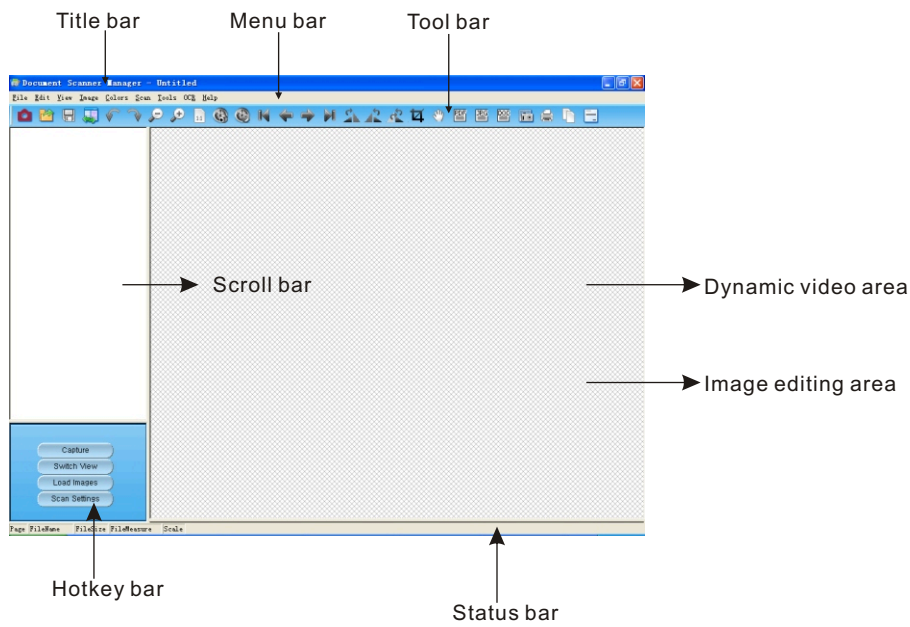 Title bar Menu bar Tool bar
Document Scanner Manager - Untitled
File Edit View Image Colors Scan Tools OCR Help
Scroll bar
Dynamic video area
Image editing area
Capture
Switch View
Load Images
Scan Settings
Page FileName FileSize FileMeasure Scale
Hotkey bar
Status bar